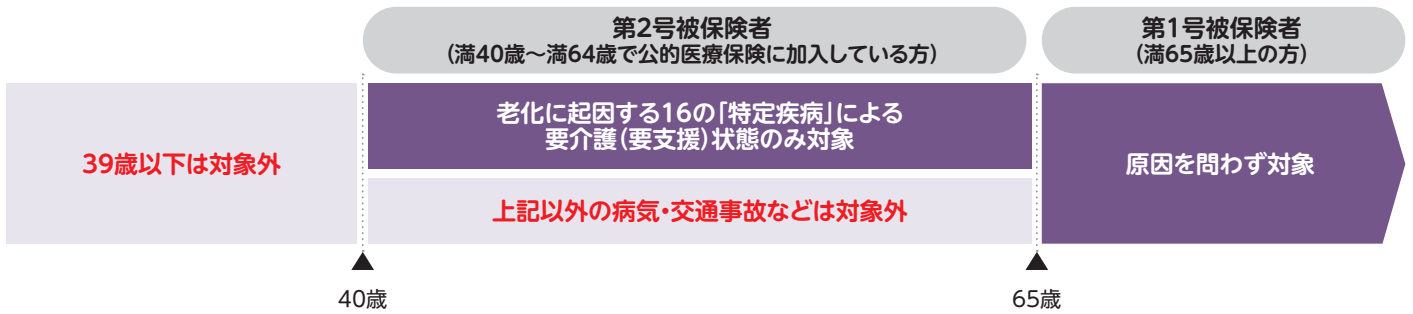 第2号被保険者
（満40歳～満64歳で公的医療保険に加入している方）
第1号被保険者
（満65歳以上の方）
39歳以下は対象外
老化に起因する16の「特定疾病」による
要介護（要支援）状態のみ対象
上記以外の病気・交通事故などは対象外
原因を問わず対象
40歳
65歳